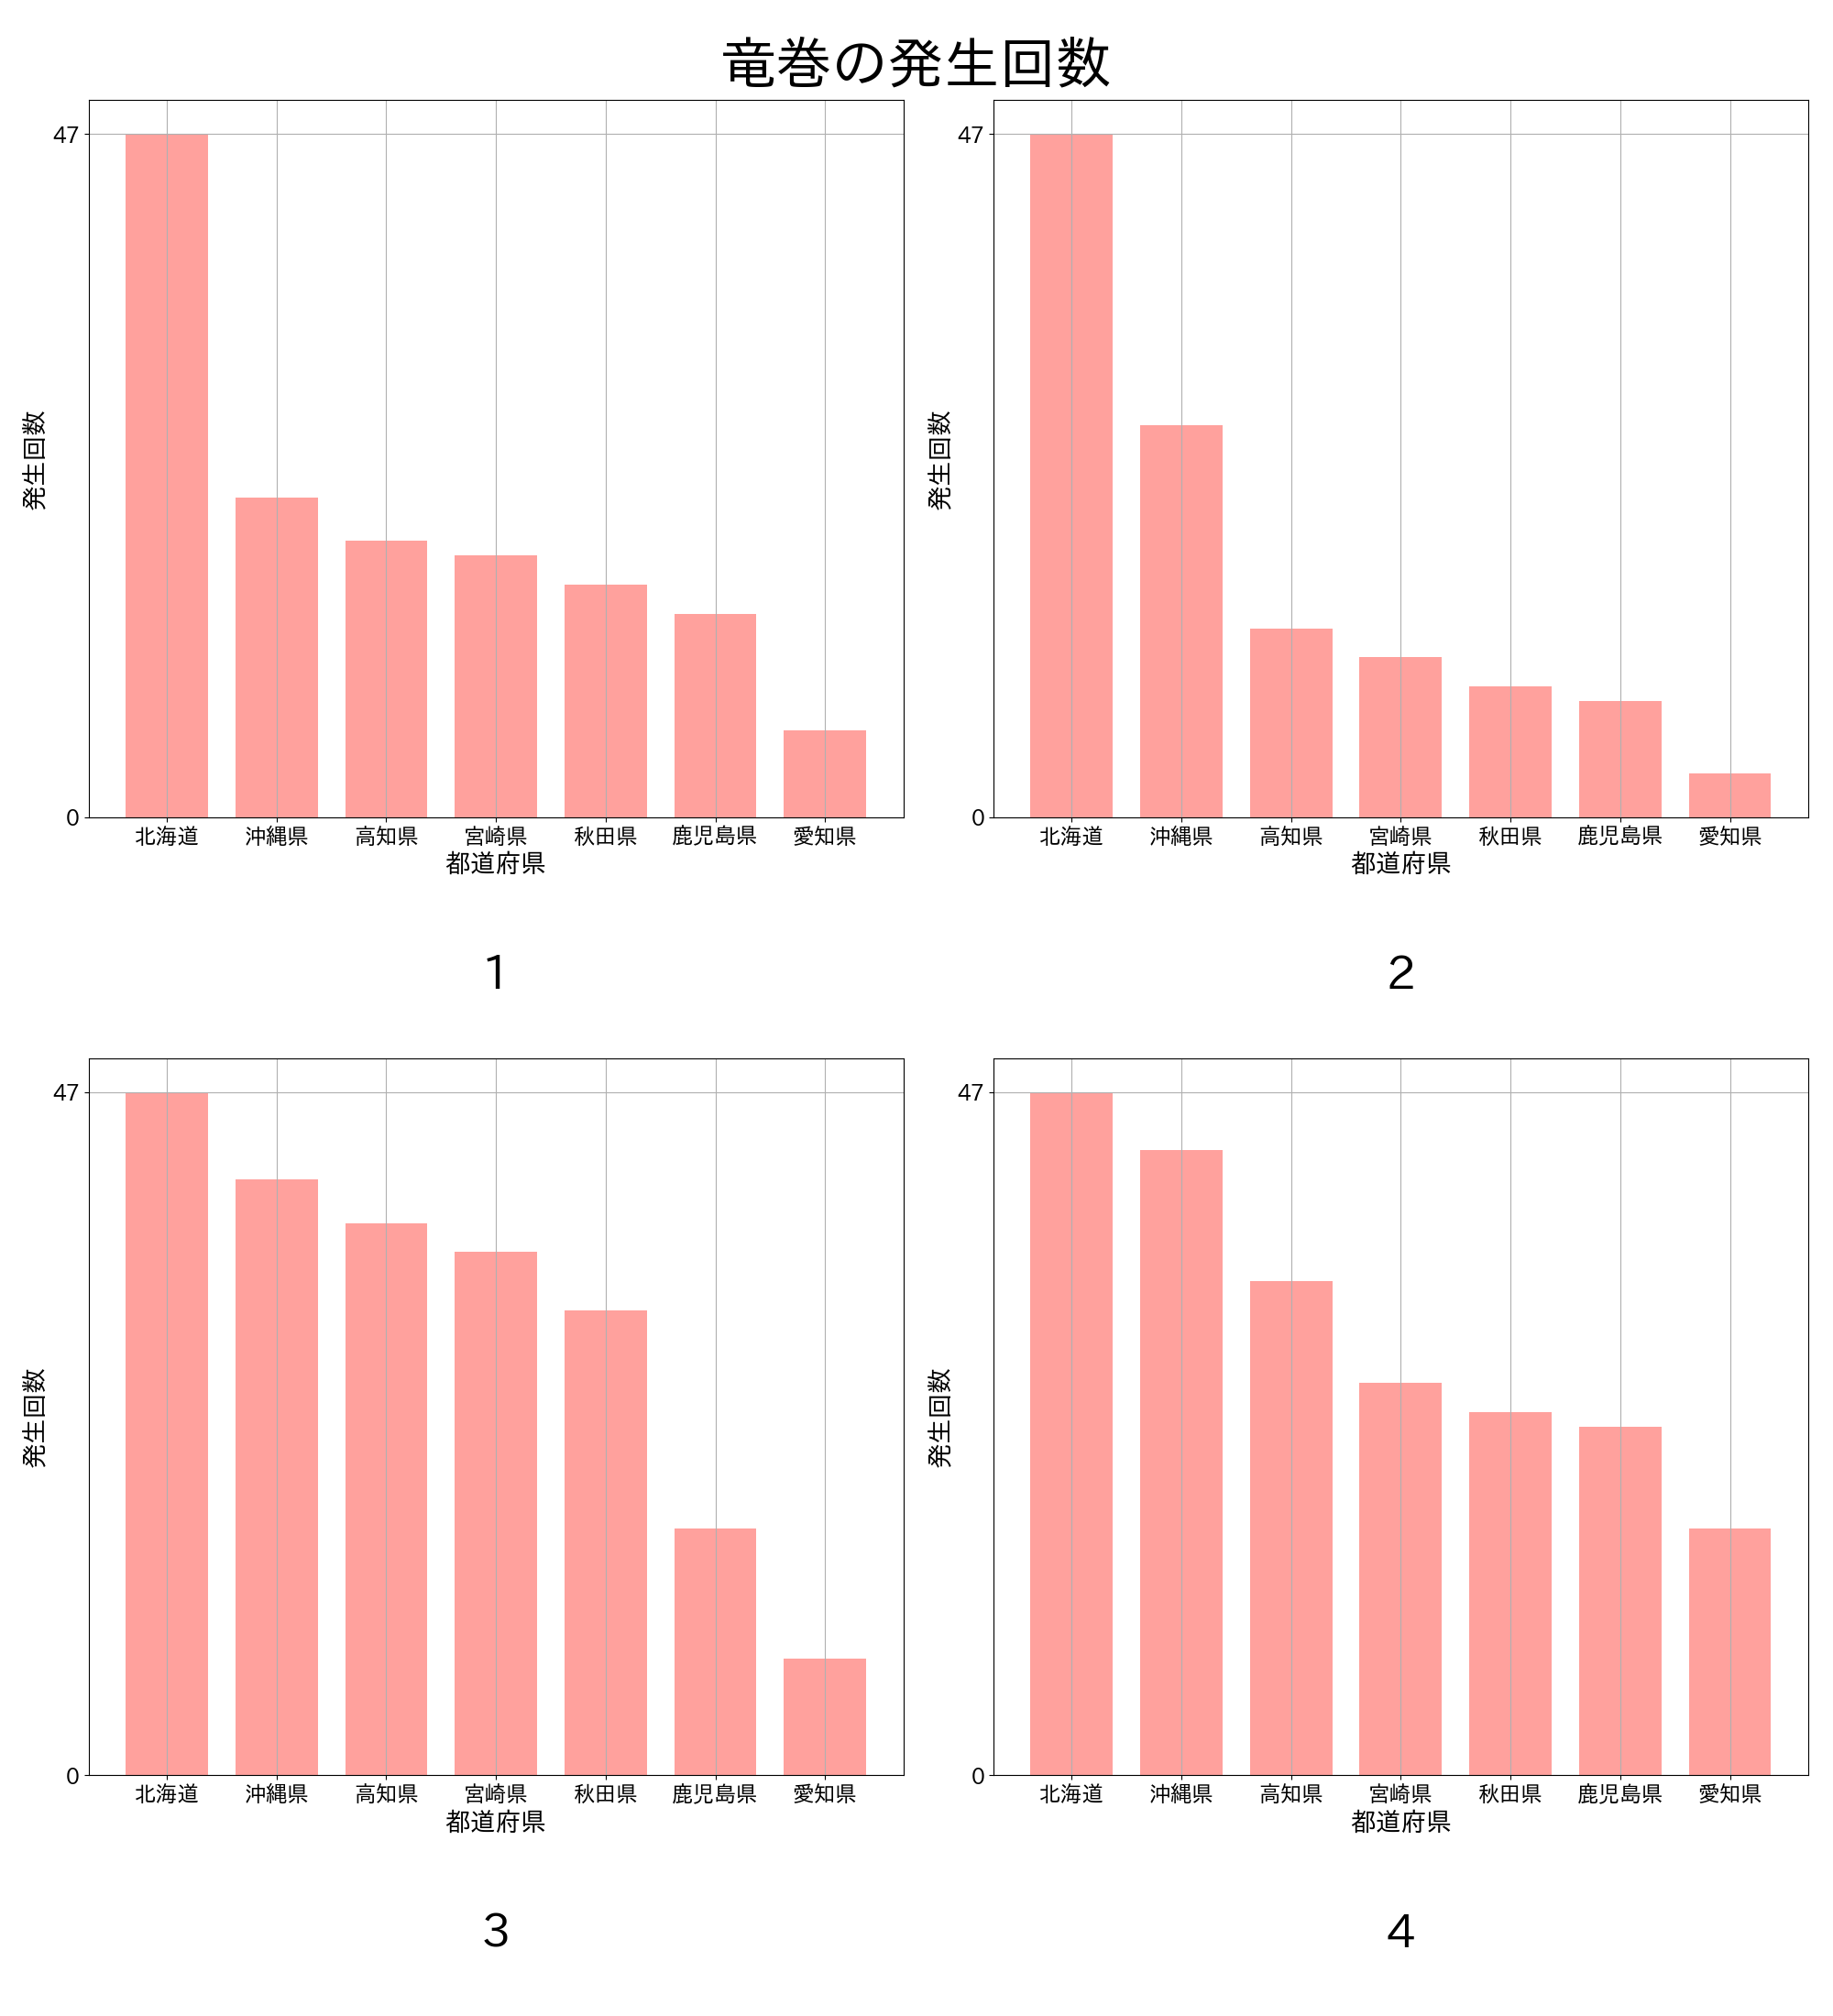 竜巻の発生回数
47
0
発生回数
北海道 沖縄県 高知県 宮崎県 秋田県 鹿児島県 愛知県
都道府県
1
47
0
発生回数
北海道 沖縄県 高知県 宮崎県 秋田県 鹿児島県 愛知県
都道府県
2
47
0
発生回数
北海道 沖縄県 高知県 宮崎県 秋田県 鹿児島県 愛知県
都道府県
3
47
0
発生回数
北海道 沖縄県 高知県 宮崎県 秋田県 鹿児島県 愛知県
都道府県
4